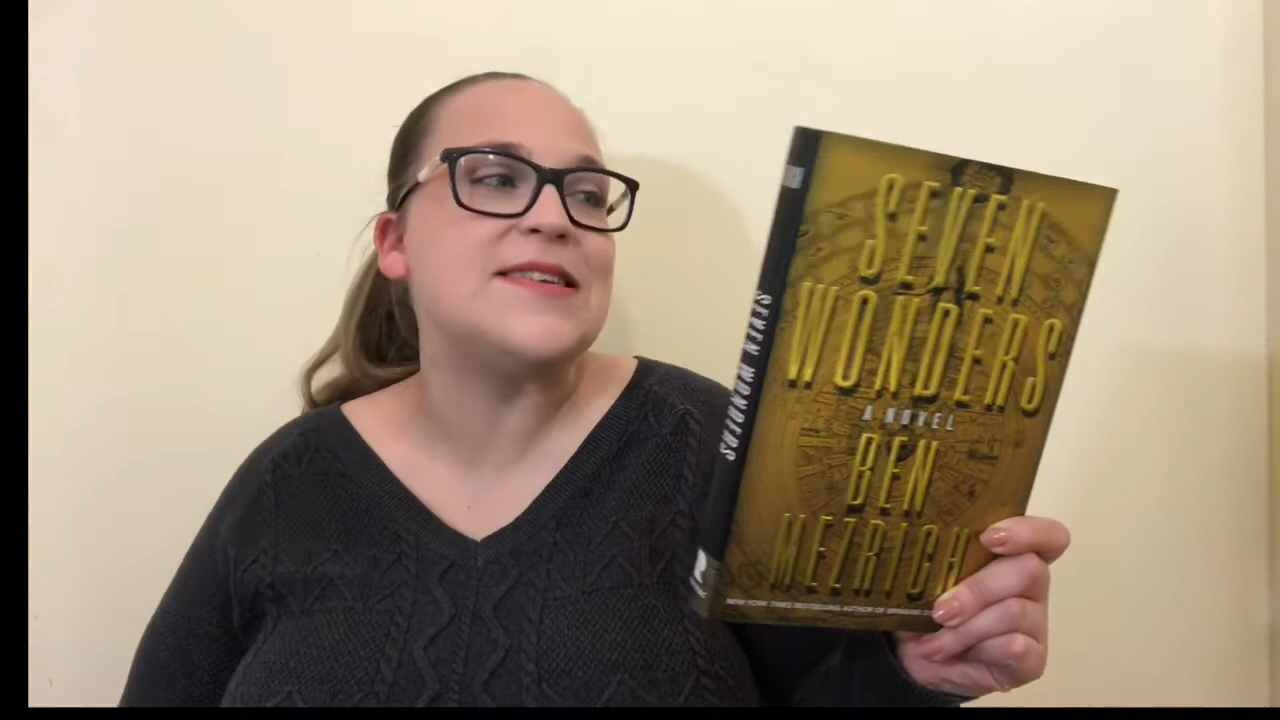 SEVEN
WONDERS
A NOVEL
BEN
MEZRICH
NEW YORK TIMES BESTSELLING AUTHOR OF
SEVEN WONDERS